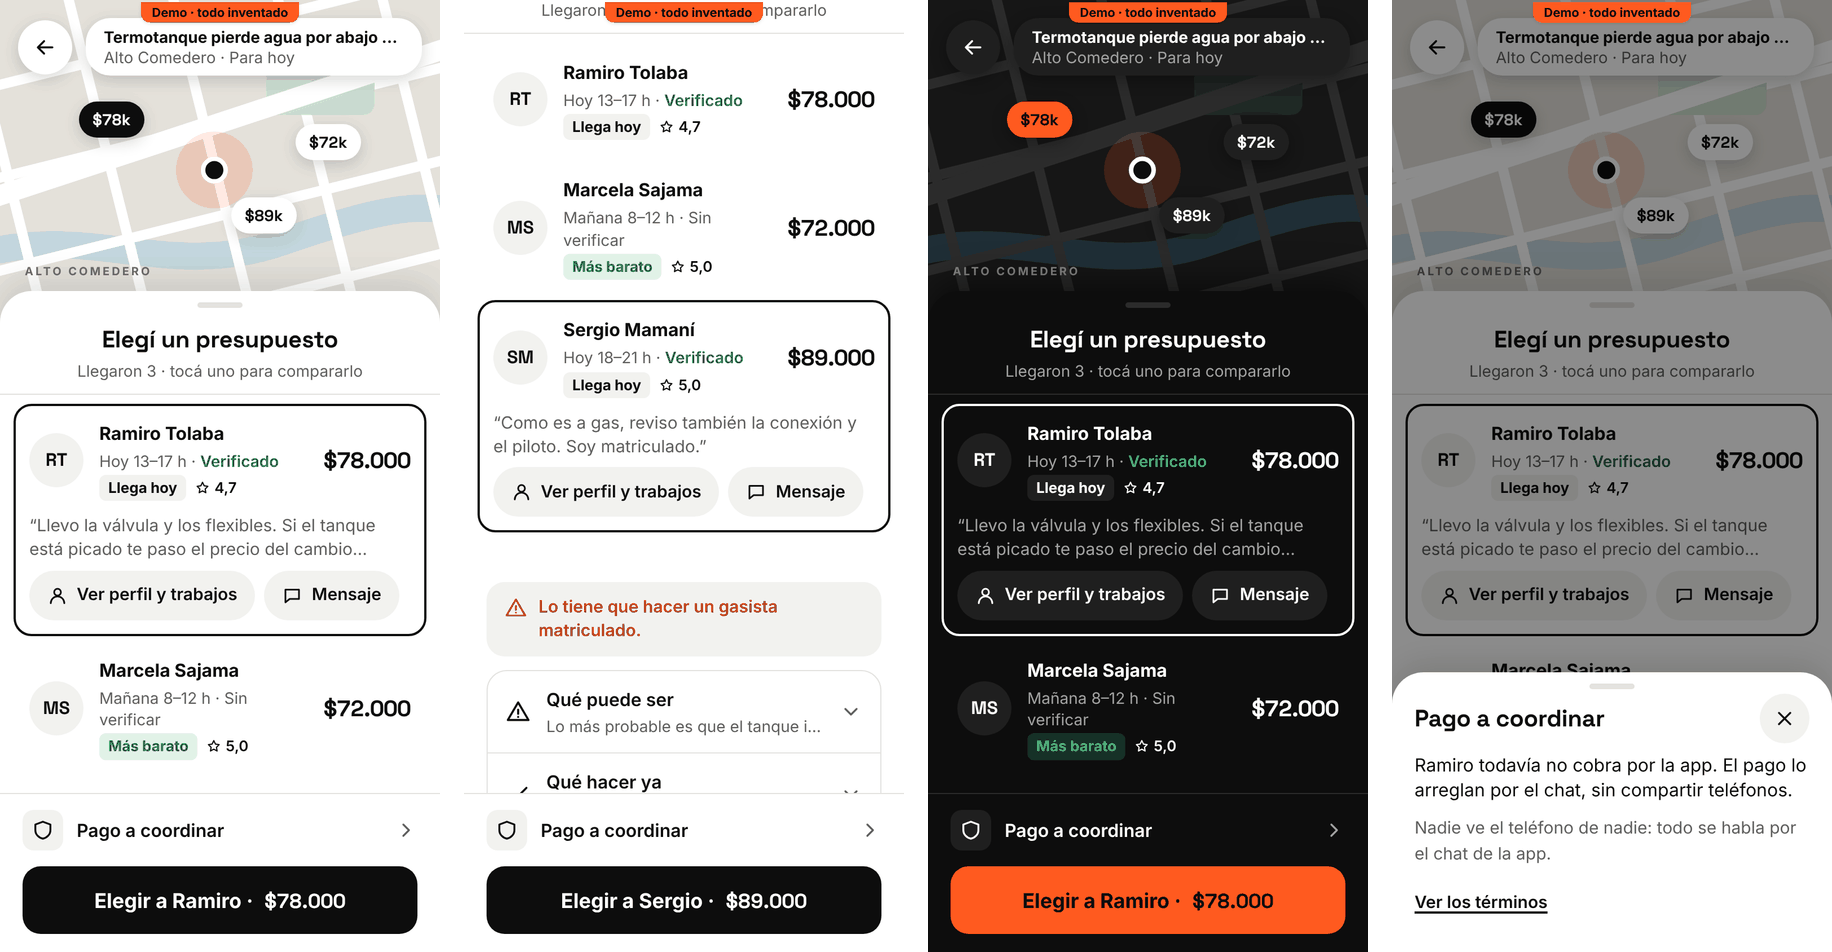 Demo · todo inventado
Termotanque pierde agua por abajo ...
Alto Comedero · Para hoy
$78k
$72k
$89k
ALTO COMEDERO
Elegí un presupuesto
Llegaron 3 · tocá uno para compararlo
RT
Ramiro Tolaba
Hoy 13–17 h · Verificado
Llega hoy
4,7
$78.000
“Llevo la válvula y los flexibles. Si el tanque
está picado te paso el precio del cambio...
Ver perfil y trabajos
Mensaje
MS
Marcela Sajama
Mañana 8–12 h · Sin
verificar
Más barato
5,0
$72.000
Pago a coordinar
Elegir a Ramiro · $78.000
Demo · todo inventado
Llegaron
mpararlo
RT
Ramiro Tolaba
Hoy 13–17 h · Verificado
Llega hoy
4,7
$78.000
MS
Marcela Sajama
Mañana 8–12 h · Sin
verificar
Más barato
5,0
$72.000
SM
Sergio Mamaní
Hoy 18–21 h · Verificado
Llega hoy
5,0
$89.000
“Como es a gas, reviso también la conexión y
el piloto. Soy matriculado.”
Ver perfil y trabajos
Mensaje
Lo tiene que hacer un gasista
matriculado.
Qué puede ser
Lo más probable es que el tanque i...
Qué hacer ya
Pago a coordinar
Elegir a Sergio · $89.000
Demo · todo inventado
Termotanque pierde agua por abajo ...
Alto Comedero · Para hoy
$78k
$72k
$89k
ALTO COMEDERO
Elegí un presupuesto
Llegaron 3 · tocá uno para compararlo
RT
Ramiro Tolaba
Hoy 13–17 h · Verificado
Llega hoy
4,7
$78.000
“Llevo la válvula y los flexibles. Si el tanque
está picado te paso el precio del cambio...
Ver perfil y trabajos
Mensaje
MS
Marcela Sajama
Mañana 8–12 h · Sin
verificar
Más barato
5,0
$72.000
Pago a coordinar
Elegir a Ramiro · $78.000
Demo · todo inventado
Termotanque pierde agua por abajo ...
Alto Comedero · Para hoy
$78k
$72k
$89k
ALTO COMEDERO
Elegí un presupuesto
Llegaron 3 · tocá uno para compararlo
RT
Ramiro Tolaba
Hoy 13–17 h · Verificado
Llega hoy
4,7
$78.000
“Llevo la válvula y los flexibles. Si el tanque
está picado te paso el precio del cambio...
Ver perfil y trabajos
Mensaje
Marcela Sajama
Pago a coordinar
Ramiro todavía no cobra por la app. El pago lo
arreglan por el chat, sin compartir teléfonos.
Nadie ve el teléfono de nadie: todo se habla por
el chat de la app.
Ver los términos